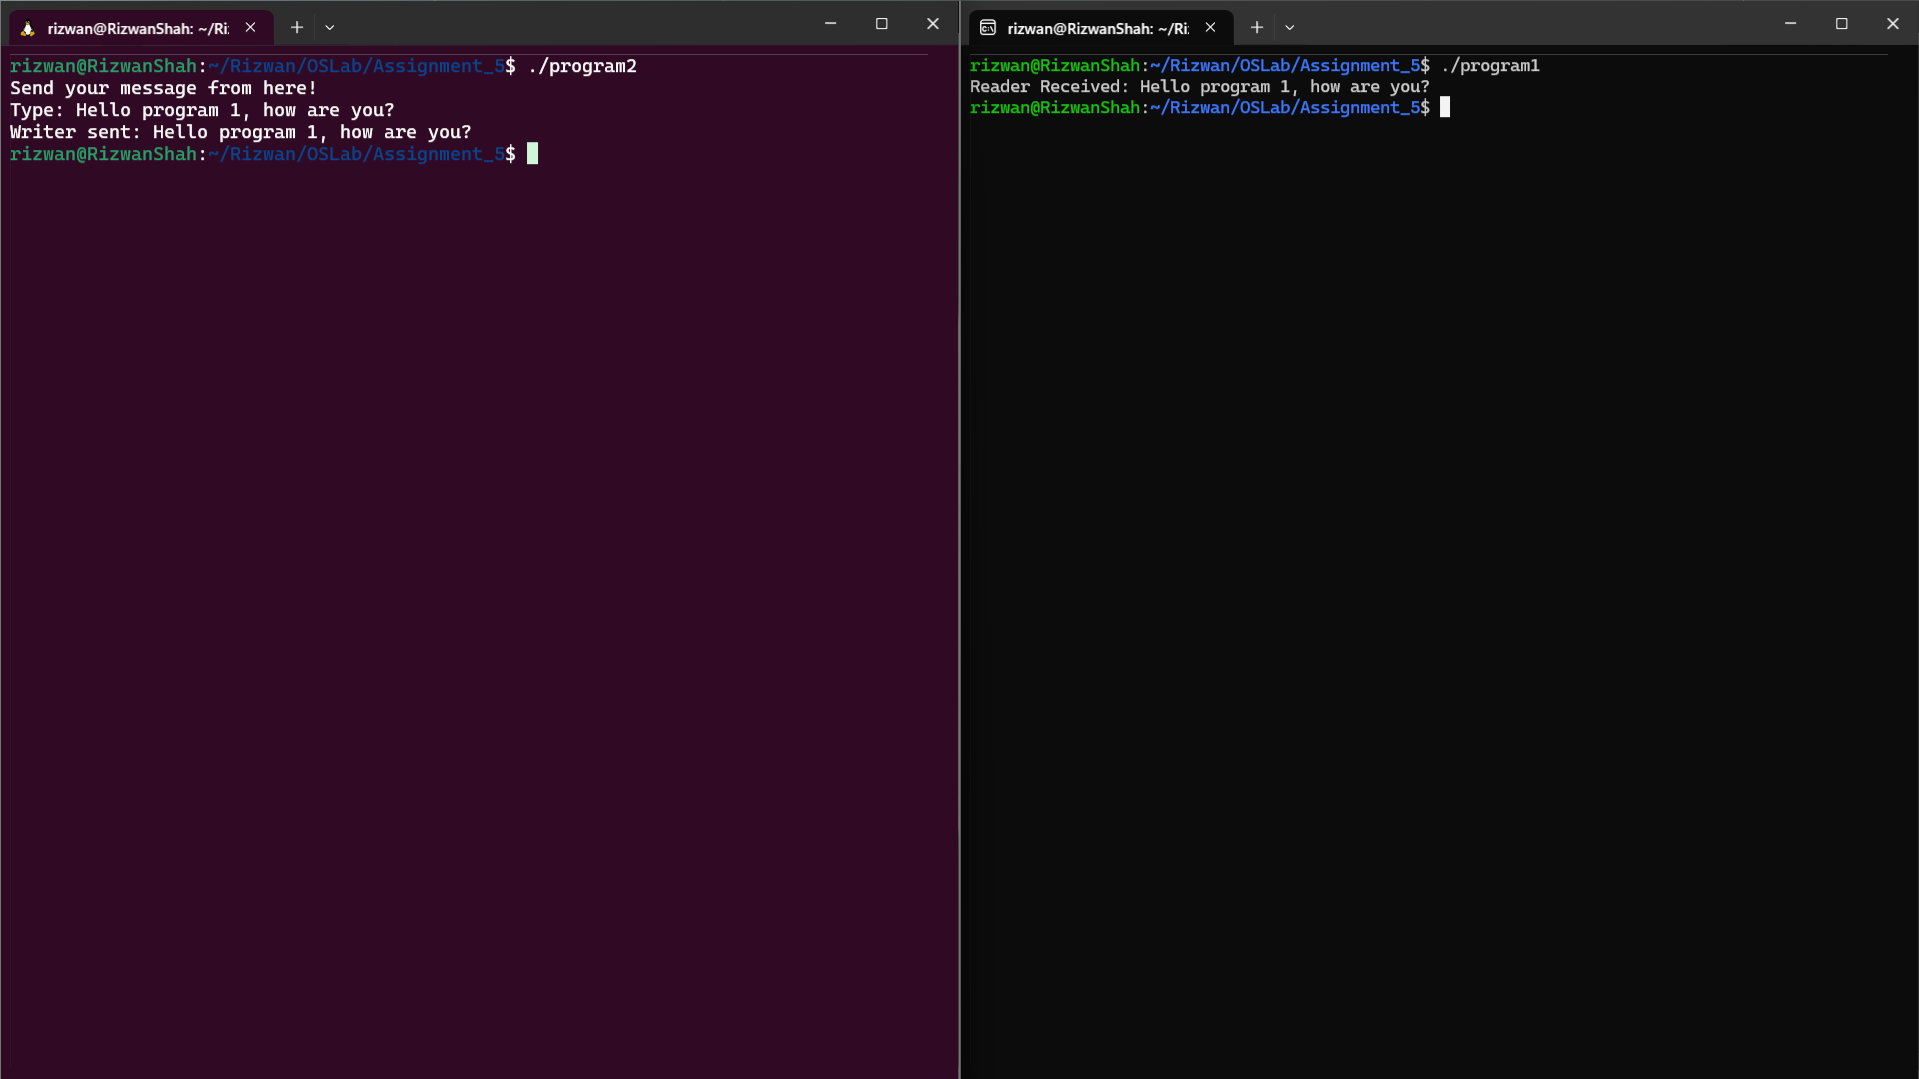 rizwan@RizwanShah: ~/Ri
rizwan@RizwanShah:~/Rizwan/OSLab/Assignment_5$ ./program2
Send your message from here!
Type: Hello program 1, how are you?
Writer sent: Hello program 1, how are you?
rizwan@RizwanShah:~/Rizwan/OSLab/Assignment_5$
rizwan@RizwanShah: ~/Ri
rizwan@RizwanShah:~/Rizwan/OSLab/Assignment_5$ ./program1
Reader Received: Hello program 1, how are you?
rizwan@RizwanShah:~/Rizwan/OSLab/Assignment_5$